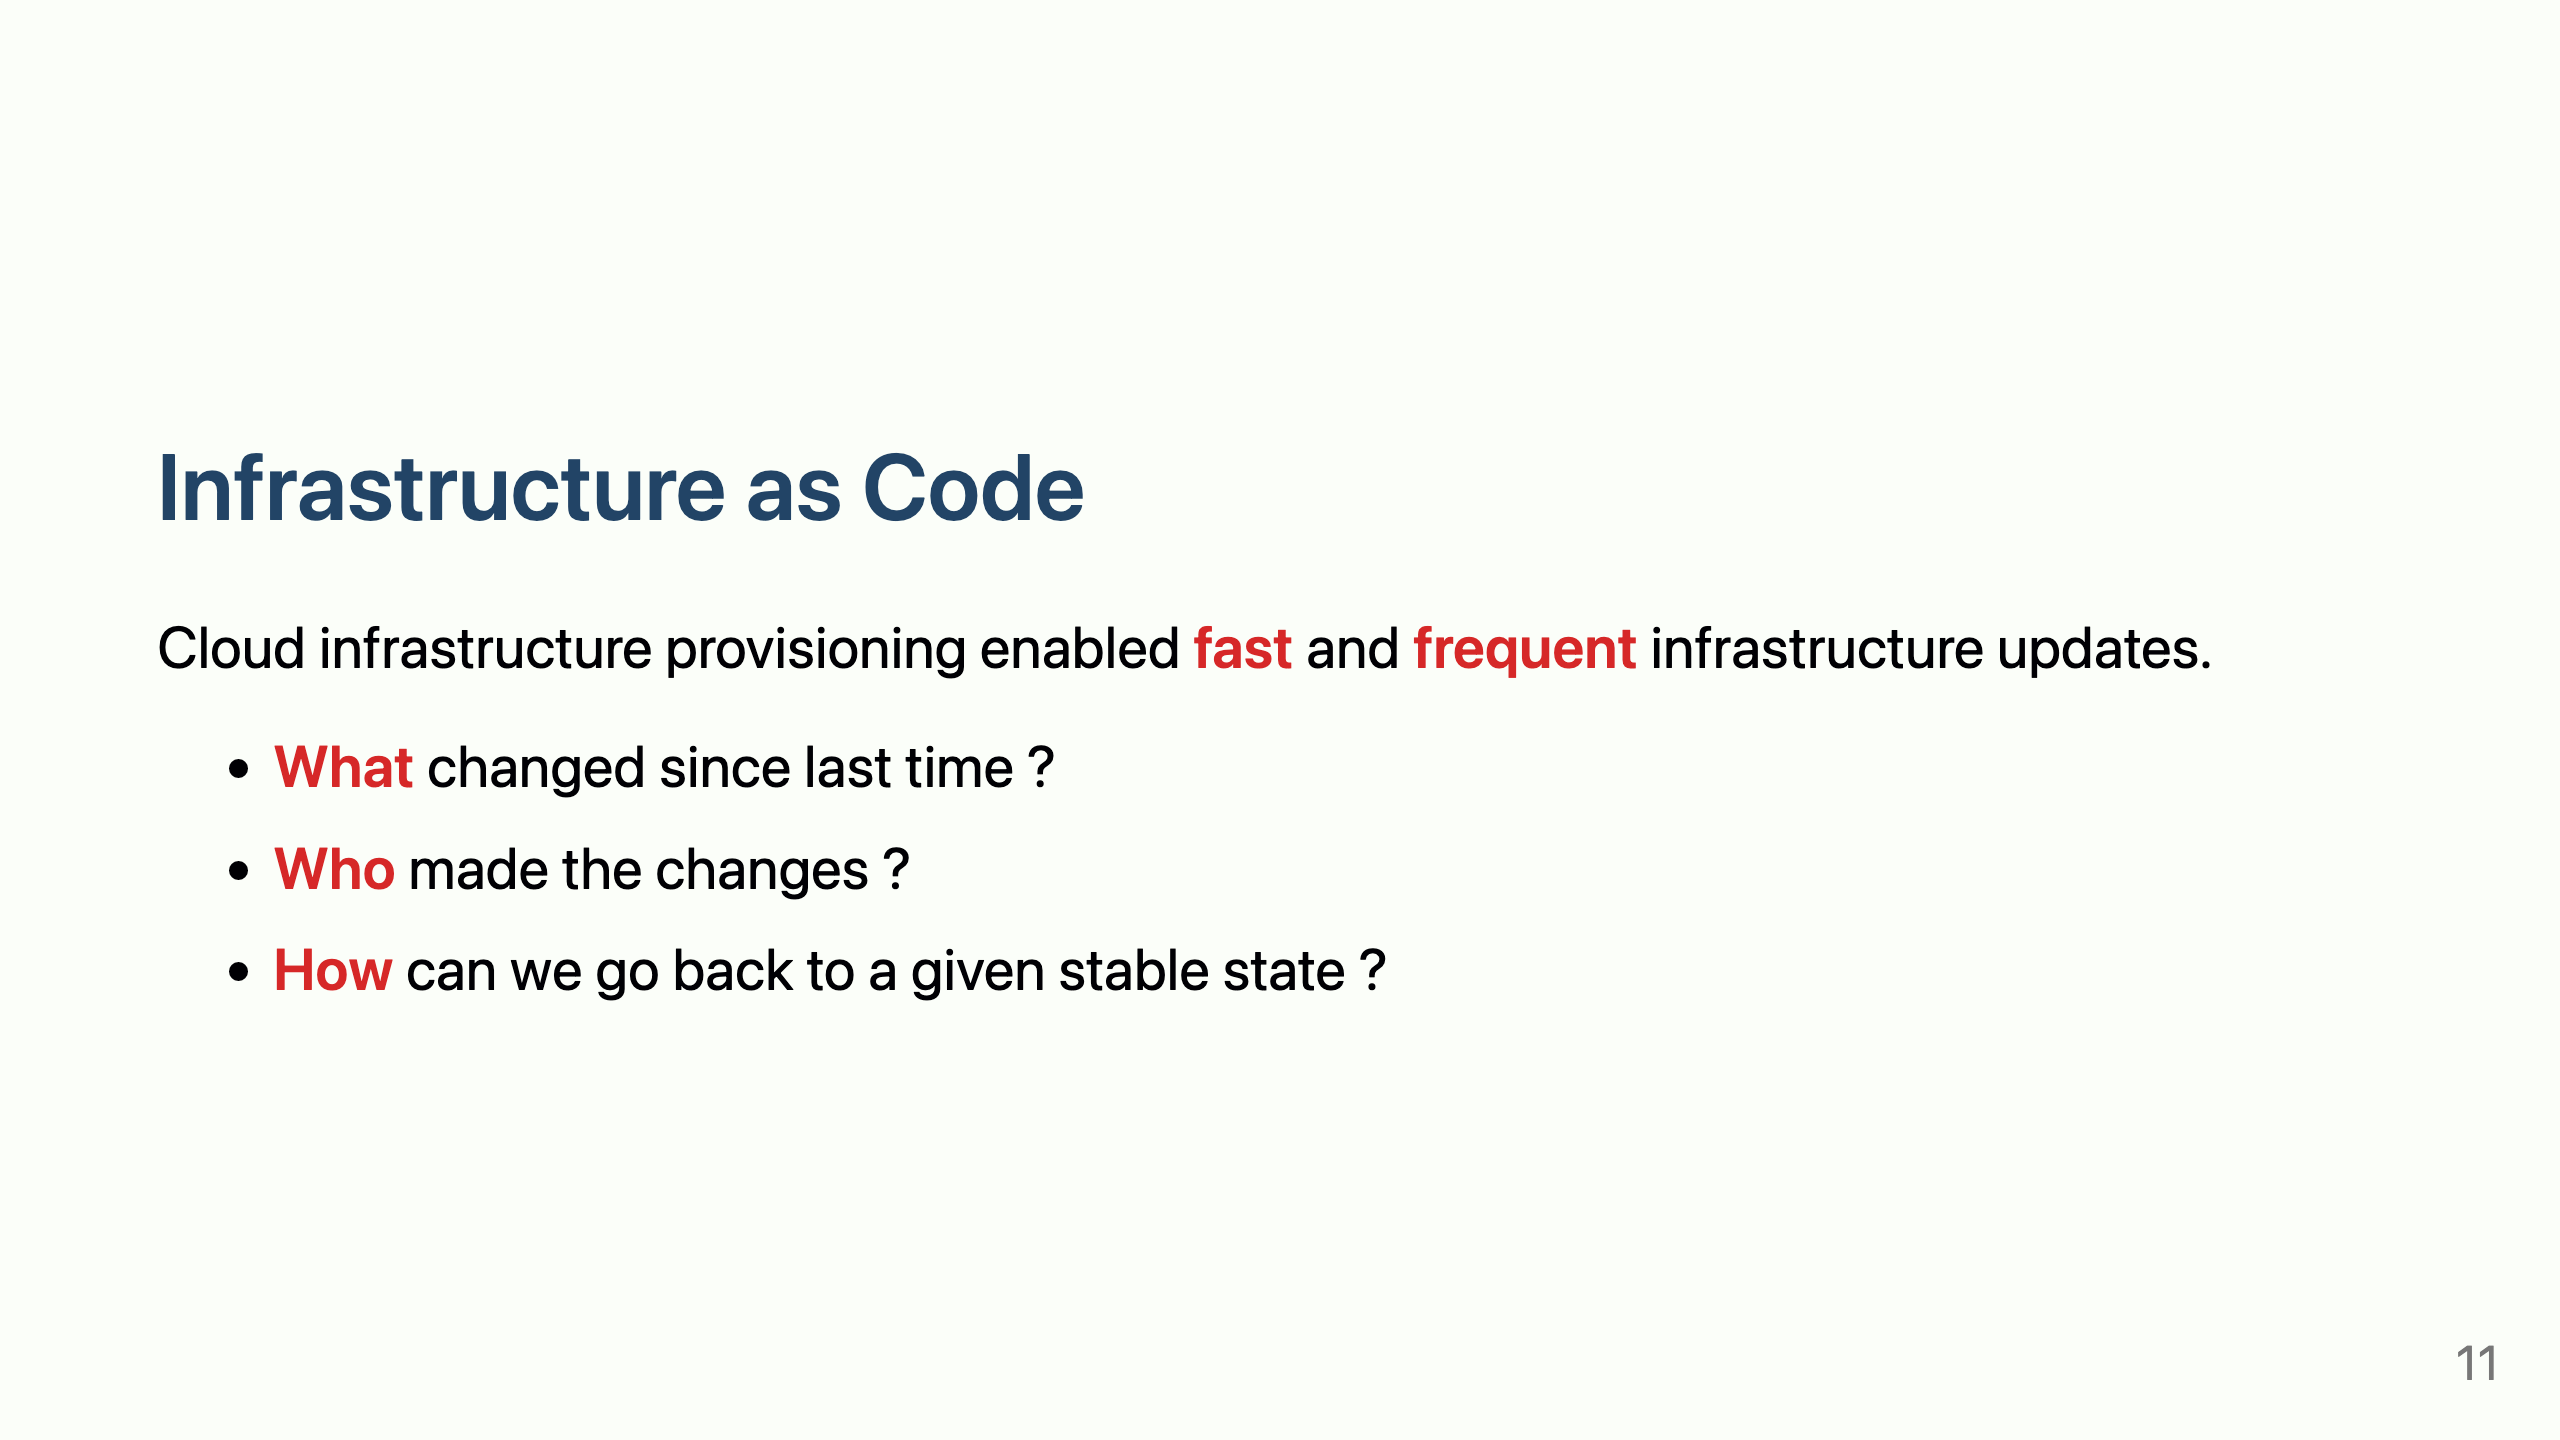 Infrastructure as Code
Cloud infrastructure provisioning enabled fast and frequent infrastructure updates.
• What changed since last time ?
• Who made the changes ?
• How can we go back to a given stable state ?
11